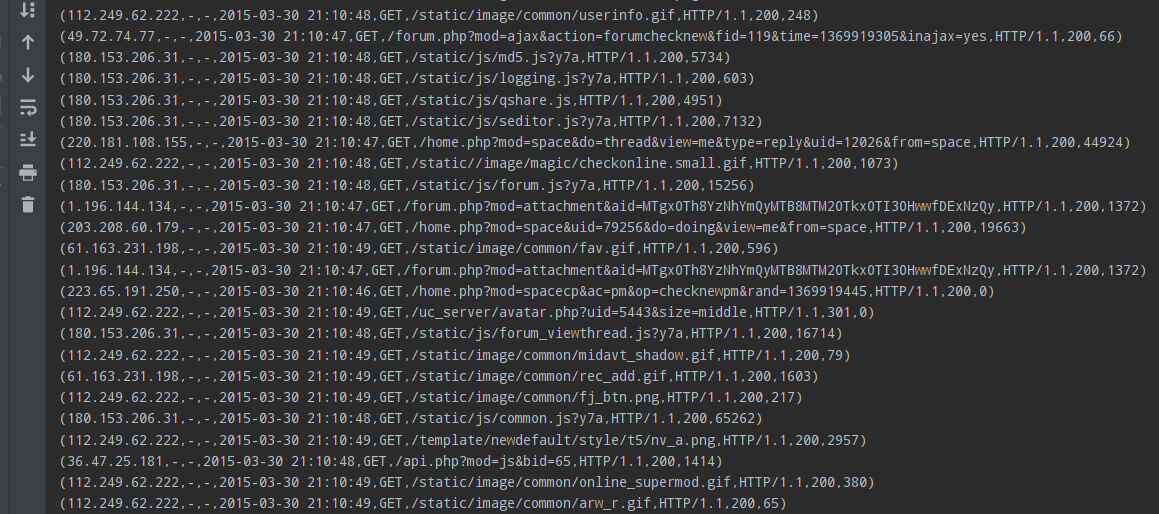 (112.249.62.222,-,-,2015-03-30 21:10:48,GET,/static/image/common/userinfo.gif,HTTP/1.1,200,248)
(49.72.74.77,-,-,2015-03-30 21:10:47,GET,/forum.php?mod=ajax&action=forumchecknew&fid=119&time=1369919305&inajax=yes,HTTP/1.1,200,66)
(180.153.206.31,-,-,2015-03-30 21:10:48,GET,/static/js/md5.js?y7a,HTTP/1.1,200,5734)
(180.153.206.31,-,-,2015-03-30 21:10:48,GET,/static/js/logging.js?y7a,HTTP/1.1,200,603)
(180.153.206.31,-,-,2015-03-30 21:10:48,GET,/static/js/qshare.js,HTTP/1.1,200,4951)
(180.153.206.31,-,-,2015-03-30 21:10:48,GET,/static/js/seditor.js?y7a,HTTP/1.1,200,7132)
(220.181.108.155,-,-,2015-03-30 21:10:47,GET,/home.php?mod=space&do=thread&view=me&type=reply&uid=12026&from=space,HTTP/1.1,200,44924)
(112.249.62.222,-,-,2015-03-30 21:10:48,GET,/static//image/magic/checkonline.small.gif,HTTP/1.1,200,1073)
(180.153.206.31,-,-,2015-03-30 21:10:48,GET,/static/js/forum.js?y7a,HTTP/1.1,200,15256)
(1.196.144.134,-,-,2015-03-30 21:10:47,GET,/forum.php?mod=attachment&aid=MTgxOTh8YzNhYmQyMTB8MTM2OTkxOTI3OHwwfDExNzQy,HTTP/1.1,200,1372)
(203.208.60.179,-,-,2015-03-30 21:10:47,GET,/home.php?mod=space&uid=79256&do=doing&view=me&from=space,HTTP/1.1,200,19663)
(61.163.231.198,-,-,2015-03-30 21:10:49,GET,/static/image/common/fav.gif,HTTP/1.1,200,596)
(1.196.144.134,-,-,2015-03-30 21:10:47,GET,/forum.php?mod=attachment&aid=MTgxOTh8YzNhYmQyMTB8MTM2OTkxOTI3OHwwfDExNzQy,HTTP/1.1,200,1372)
(223.65.191.250,-,-,2015-03-30 21:10:46,GET,/home.php?mod=spacecp&ac=pm&op=checknewpm&rand=1369919445,HTTP/1.1,200,0)
(112.249.62.222,-,-,2015-03-30 21:10:48,GET,/uc_server/avatar.php?uid=5443&size=middle,HTTP/1.1,301,0)
(180.153.206.31,-,-,2015-03-30 21:10:48,GET,/static/js/forum_viewthread.js?y7a,HTTP/1.1,200,16714)
(112.249.62.222,-,-,2015-03-30 21:10:49,GET,/static/image/common/midavt_shadow.gif,HTTP/1.1,200,79)
(61.163.231.198,-,-,2015-03-30 21:10:49,GET,/static/image/common/rec_add.gif,HTTP/1.1,200,1603)
(112.249.62.222,-,-,2015-03-30 21:10:49,GET,/static/image/common/fj_btn.png,HTTP/1.1,200,217)
(180.153.206.31,-,-,2015-03-30 21:10:48,GET,/static/js/common.js?y7a,HTTP/1.1,200,65262)
(112.249.62.222,-,-,2015-03-30 21:10:49,GET,/template/newdefault/style/t5/nv_a.png,HTTP/1.1,200,2957)
(36.47.25.181,-,-,2015-03-30 21:10:48,GET,/api.php?mod=js&bid=65,HTTP/1.1,200,1414)
(112.249.62.222,-,-,2015-03-30 21:10:49,GET,/static/image/common/online_supermod.gif,HTTP/1.1,200,380)
(112.249.62.222,-,-,2015-03-30 21:10:49,GET,/static/image/common/arw_r.gif,HTTP/1.1,200,65)